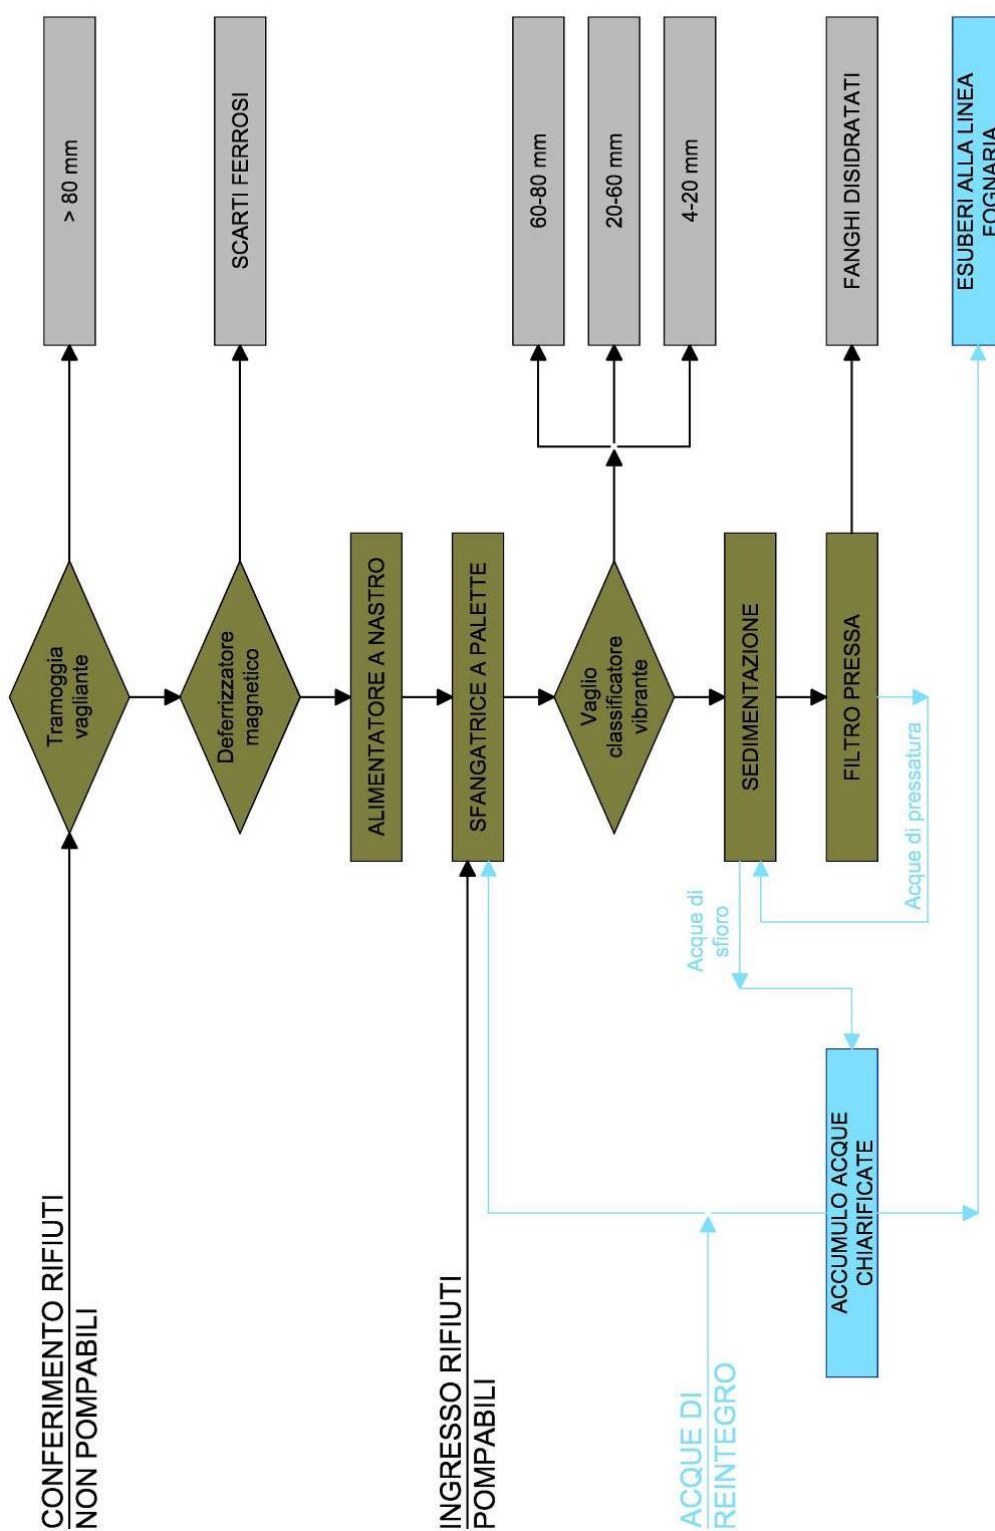 CONFERIMENTO RIFIUTI
NON POMPABILI
Tramoggia
vagliante
> 80 mm
Deferrizzatore
magnetico
SCARTI FERROSI
ALIMENTATORE A NASTRO
INGRESSO RIFIUTI
POMPABILI
SFANGATRICE A PALETTE
Vaglio
classificatore
vibrante
60-80 mm
20-60 mm
4-20 mm
ACQUE DI
REINTEGRO
Acque di
sfioro
SEDIMENTAZIONE
ACCUMULO ACQUE
CHIARIFICATE
FILTRO PRESSA
FANGHI DISIDRATATI
Acque di pressatura
ESUBERI ALLA LINEA
FOGNARIA